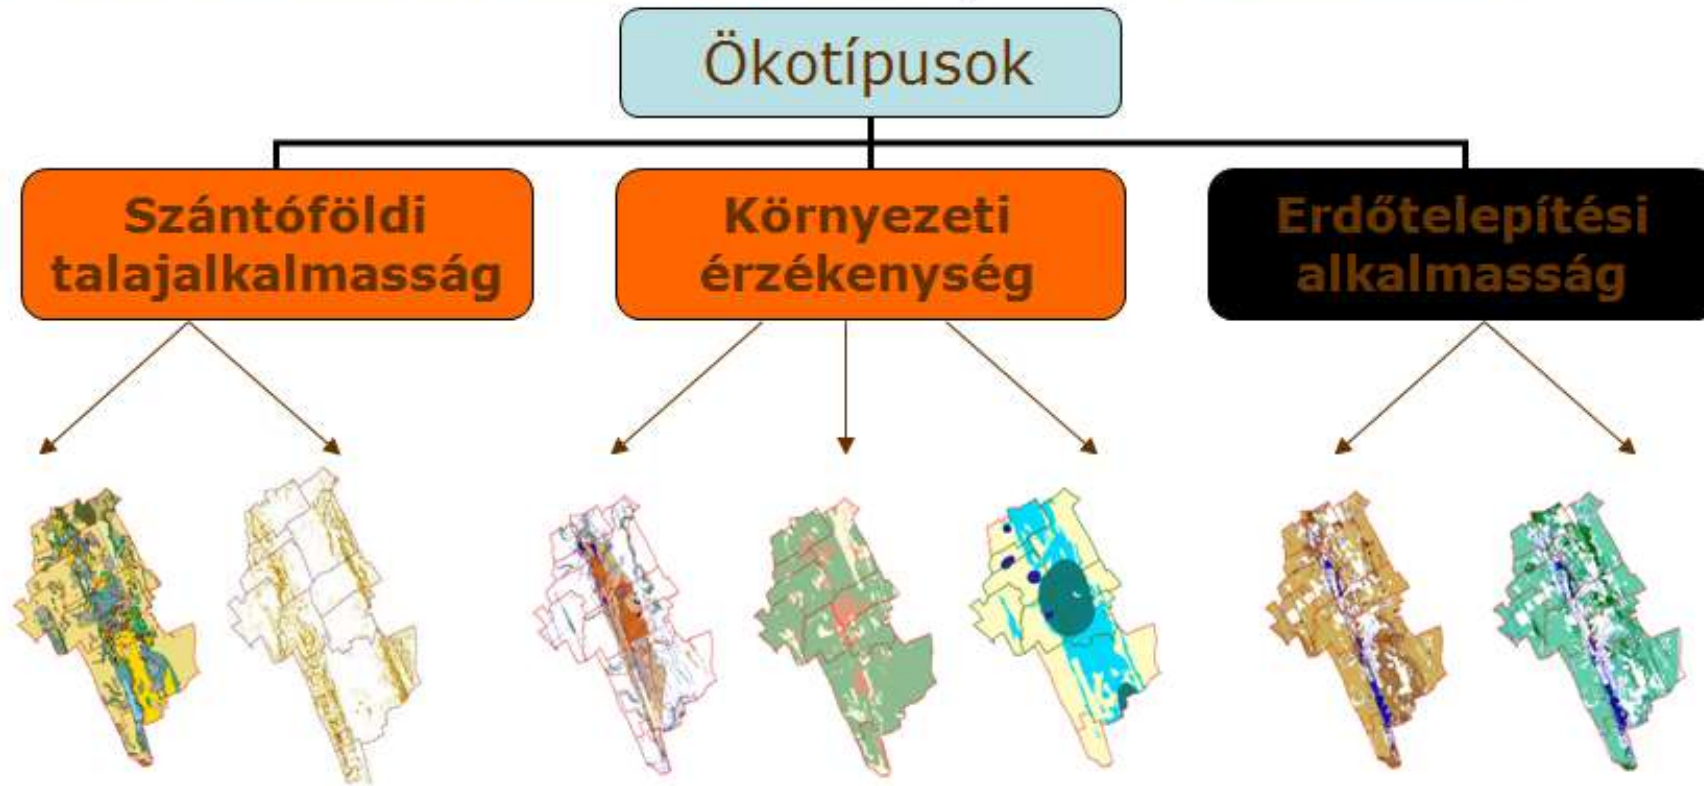 Ökotípusok
Szántóföldi
talajalkalmasság
Környezeti
érzékenység
Erdőtelepítési
alkalmasság